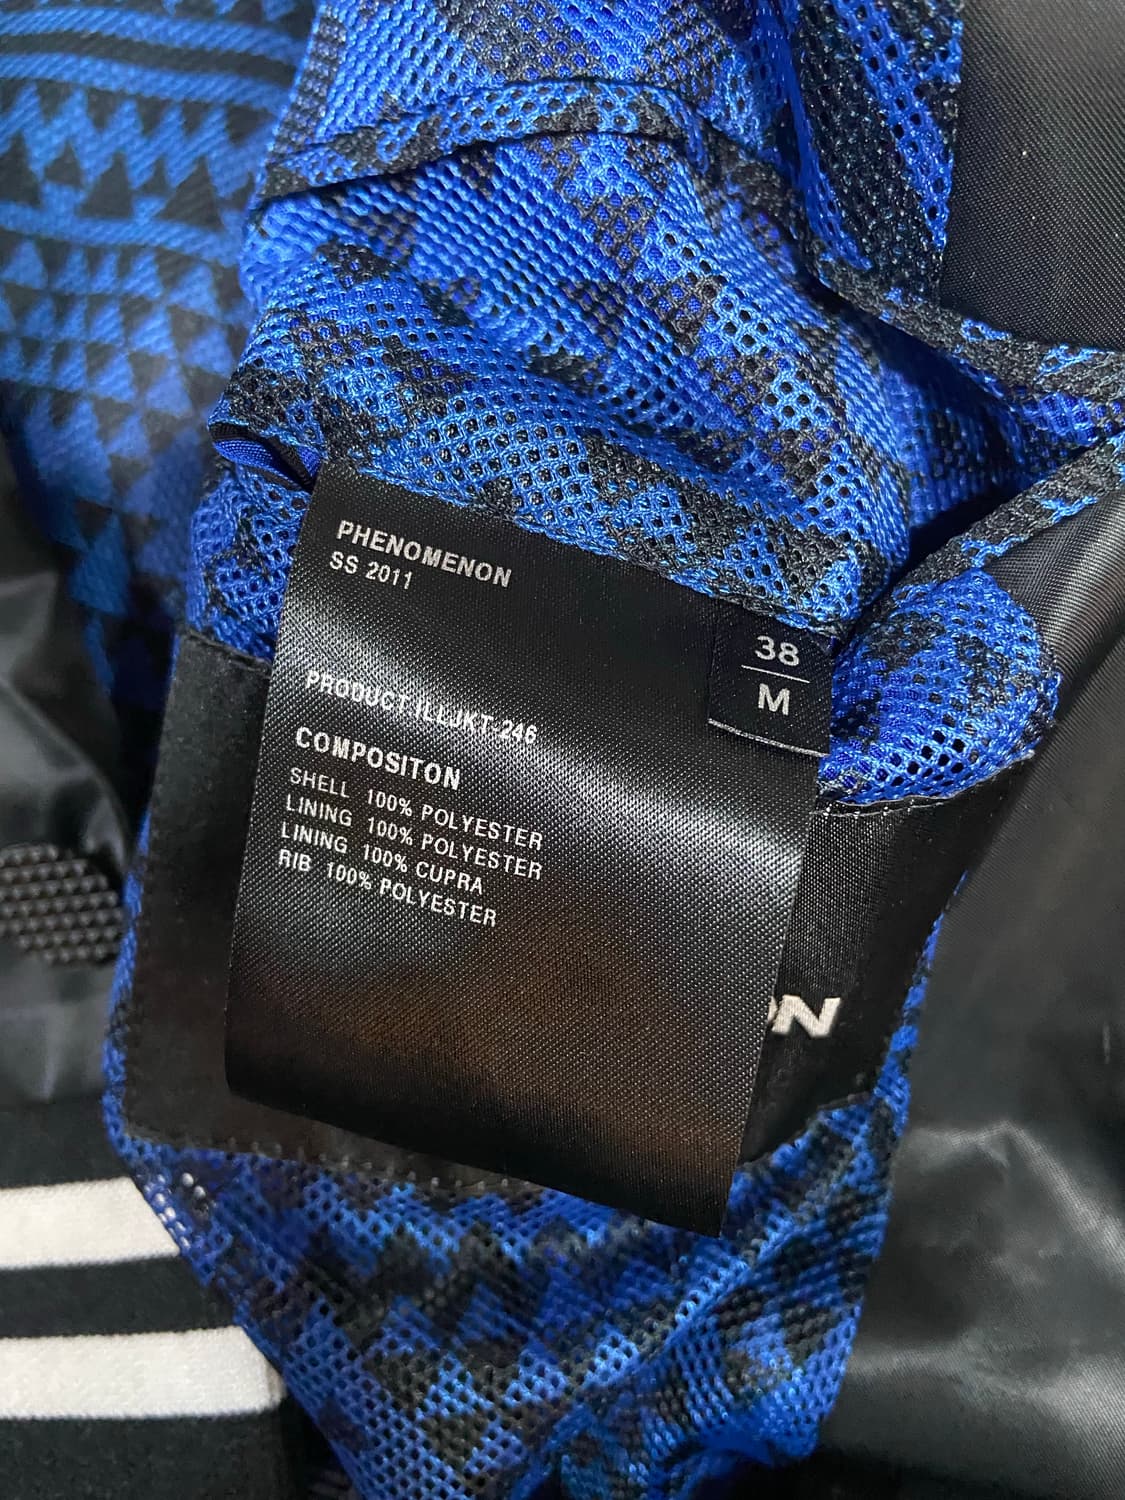 PHENOMENON
SS 2011
38
M
PRODUCT:ILLJKT-246
COMPOSITON
SHELL 100% POLYESTER
LINING 100% POLYESTER
LINING 100% CUPRA
RIB 100% POLYESTER
ON